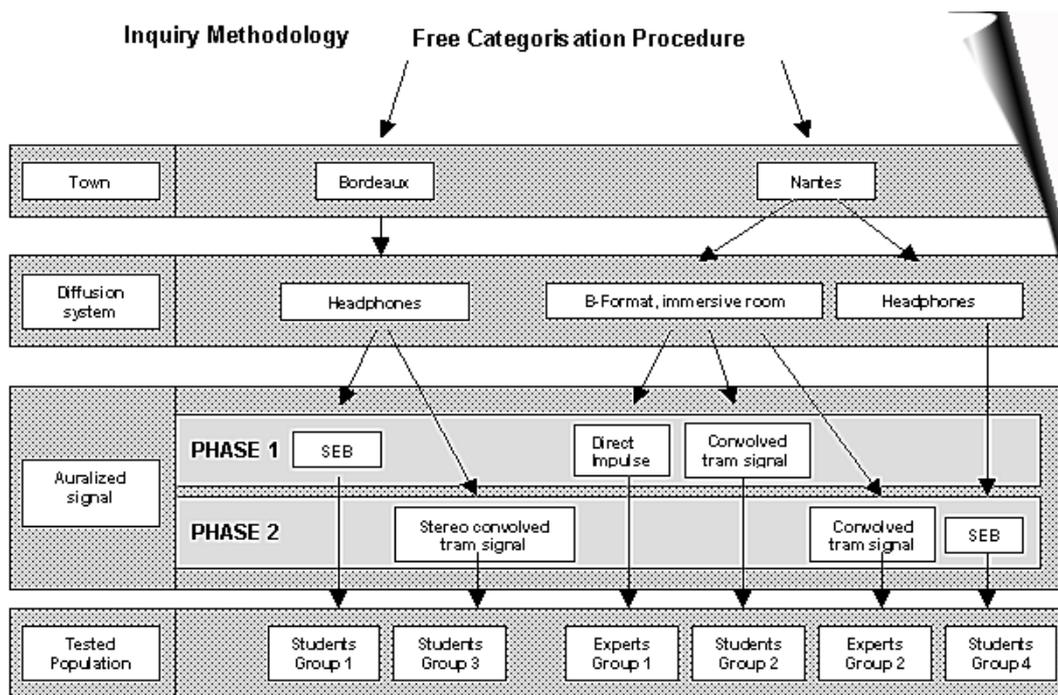 Inquiry Methodology
Free Categorisation Procedure
Town
Bordeaux
Nantes
Diffusion
system
Headphones
B-Format, immersive room
Headphones
Auralized
signal
PHASE 1
SEB
Direct
Impulse
Convolved
tram signal
PHASE 2
Stereo convolved
tram signal
Convolved
tram signal
SEB
Tested
Population
Students
Group 1
Students
Group 3
Experts
Group 1
Students
Group 2
Experts
Group 2
Students
Group 4